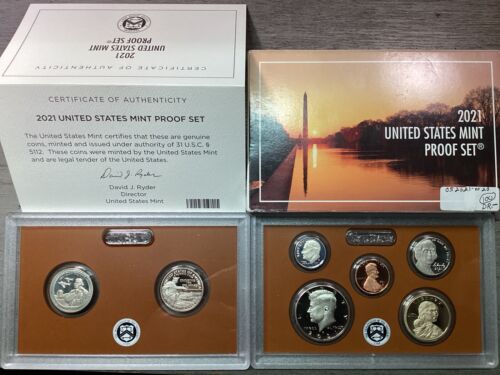 2021
UNITED STATES MINT
PROOF SET®
CERTIFICATE OF AUTHENTICITY
CERTIFICATE OF AUTHENTICITY
2021 UNITED STATES MINT PROOF SET
The United States Mint certifies that these are genuine
coins, minted and issued under authority of 31 U.S.C. §
5112. These coins were minted by the United States Mint
and are legal tender of the United States.
David J. Ryder
David J. Ryder
Director
United States Mint
2021
UNITED STATES MINT
PROOF SET®